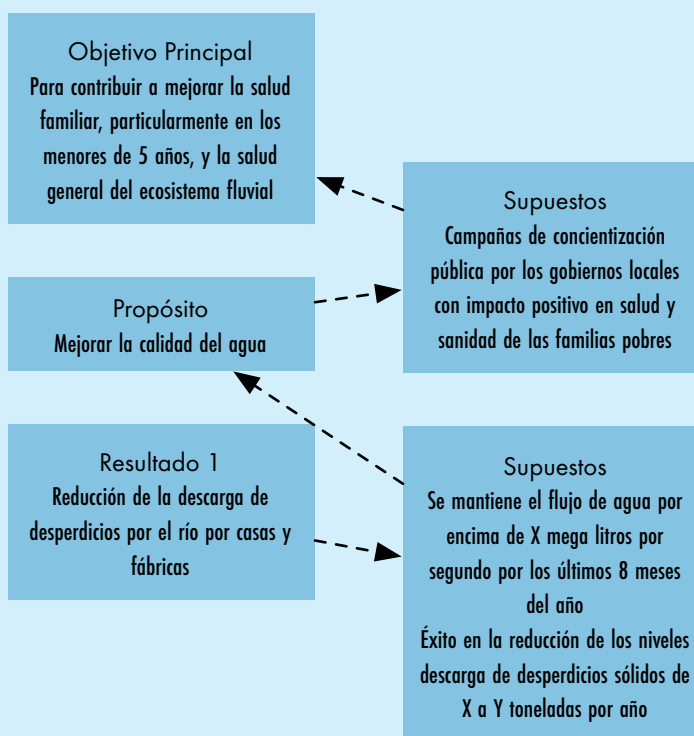 Objetivo Principal
Para contribuir a mejorar la salud
familiar, particularmente en los
menores de 5 años, y la salud
general del ecosistema fluvial
Supuestos
Campañas de concientización
pública por los gobiernos locales
con impacto positivo en salud y
sanidad de las familias pobres
Propósito
Mejorar la calidad del agua
Resultado 1
Reducción de la descarga de
desperdicios por el río por casas y
fábricas
Supuestos
Se mantiene el flujo de agua por
encima de X mega litros por
segundo por los últimos 8 meses
del año
Éxito en la reducción de los niveles
descarga de desperdicios sólidos de
X a Y toneladas por año